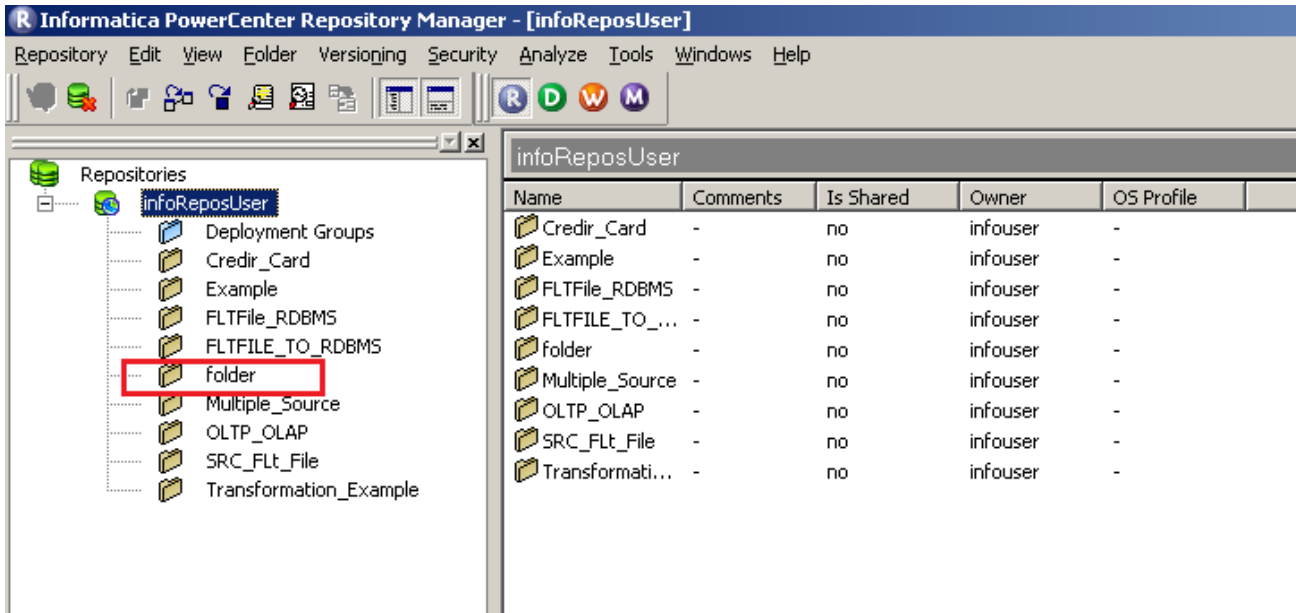 R Informatica PowerCenter Repository Manager - [infoReposUser]
Repository Edit View Folder Versioning Security Analyze Tools Windows Help
R D W M
Repositories
infoReposUser
Deployment Groups
Credir_Card
Example
FLTFile_RDBMS
FLTFILE_TO_RDBMS
folder
Multiple_Source
OLTP_OLAP
SRC_FLt_File
Transformation_Example
infoReposUser
Name Comments Is Shared Owner OS Profile
Credir_Card - no infouser -
Example - no infouser -
FLTFile_RDBMS - no infouser -
FLTFILE_TO_... - no infouser -
folder - no infouser -
Multiple_Source - no infouser -
OLTP_OLAP - no infouser -
SRC_FLt_File - no infouser -
Transformati... - no infouser -